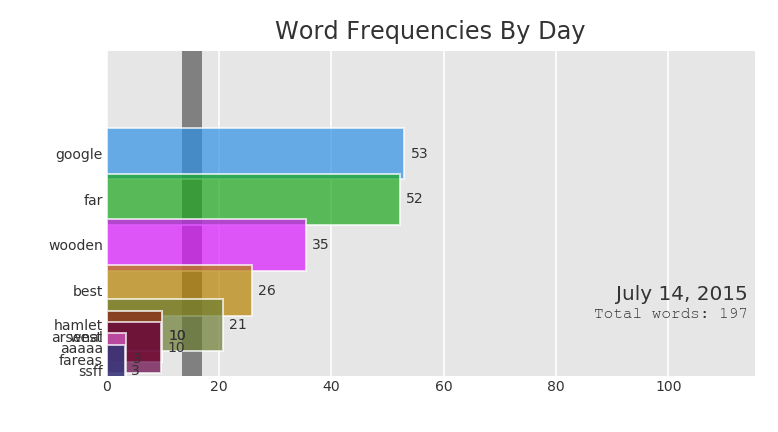 Word Frequencies By Day
google 53
far 52
wooden 35
best 26
hamlet 21
10
aaaaa 10
fareas
ssff 3
July 14, 2015
Total words: 197
0 20 40 60 80 100